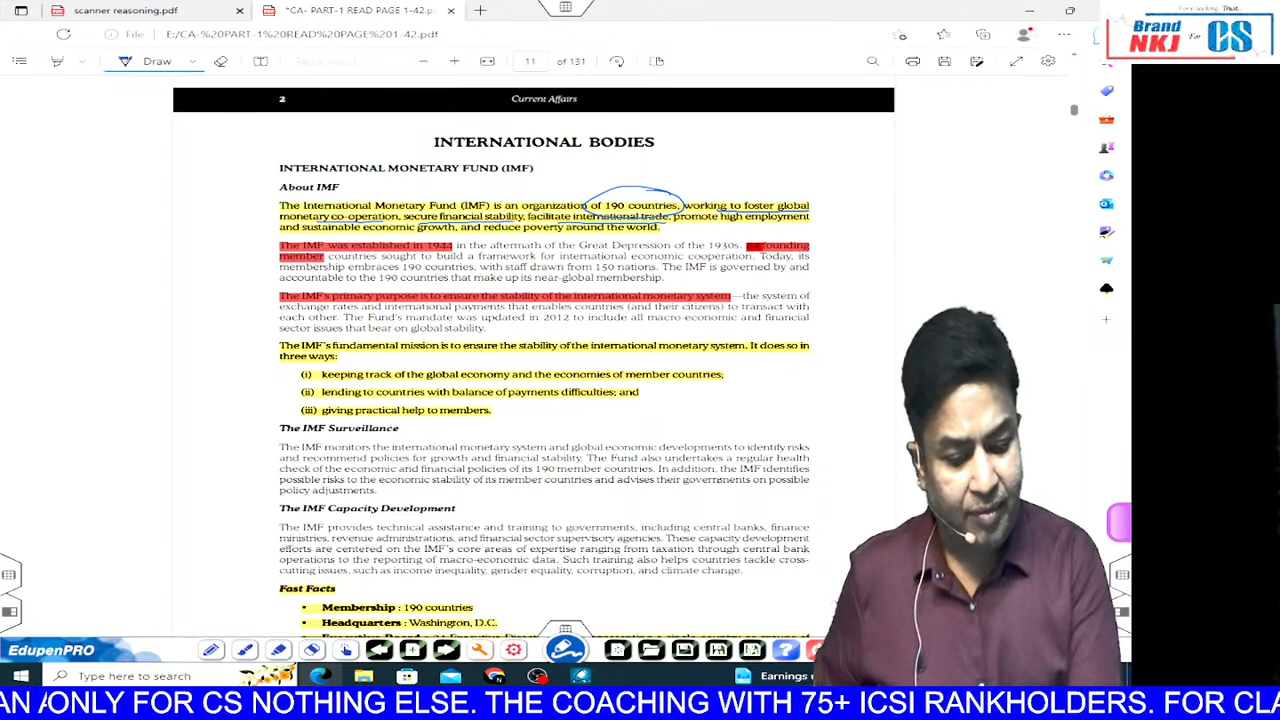 scanner reasoning.pdf
*CA- PART-1 READ PAGE 1-42.p
File
E:/CA-%20PART-1%20READ%20PAGE%201-42.pdf
Draw
11 of 131
Brand NKJ For CS
2 Current Affairs
INTERNATIONAL BODIES
INTERNATIONAL MONETARY FUND (IMF)
About IMF
The International Monetary Fund (IMF) is an organization of 190 countries, working to foster global
monetary co-operation, secure financial stability, facilitate international trade, promote high employment
and sustainable economic growth, and reduce poverty around the world.
The IMF was established in 1944 in the aftermath of the Great Depression of the 1930s. founding
member countries sought to build a framework for international economic cooperation. Today, its
membership embraces 190 countries, with staff drawn from 150 nations. The IMF is governed by and
accountable to the 190 countries that make up its near-global membership.
The IMF's primary purpose is to ensure the stability of the international monetary system—the system of
exchange rates and international payments that enables countries (and their citizens) to transact with
each other. The Fund's mandate was updated in 2012 to include all macro-economic and financial
sector issues that bear on global stability.
The IMF's fundamental mission is to ensure the stability of the international monetary system. It does so in
three ways:
(i) keeping track of the global economy and the economies of member countries;
(ii) lending to countries with balance of payments difficulties; and
(iii) giving practical help to members.
The IMF Surveillance
The IMF monitors the international monetary system and global economic developments to identify risks
and recommend policies for growth and financial stability. The Fund also undertakes a regular health
check of the economic and financial policies of its 190 member countries. In addition, the IMF identifies
possible risks to the economic stability of its member countries and advises their governments on possible
policy adjustments.
The IMF Capacity Development
The IMF provides technical assistance and training to governments, including central banks, finance
ministries, revenue administrations, and financial sector supervisory agencies. These capacity development
efforts are centered on the IMF's core areas of expertise ranging from taxation through central bank
operations to the reporting of macro-economic data. Such training also helps countries tackle cross-
cutting issues, such as income inequality, gender equality, corruption, and climate change.
Fast Facts
• Membership : 190 countries
• Headquarters : Washington, D.C.
EdupenPRO
Type here to search
Earnings u
AN /ONLY FOR CS NOTHING ELSE. THE COACHING WITH 75+ ICSI RANKHOLDERS. FOR CLA